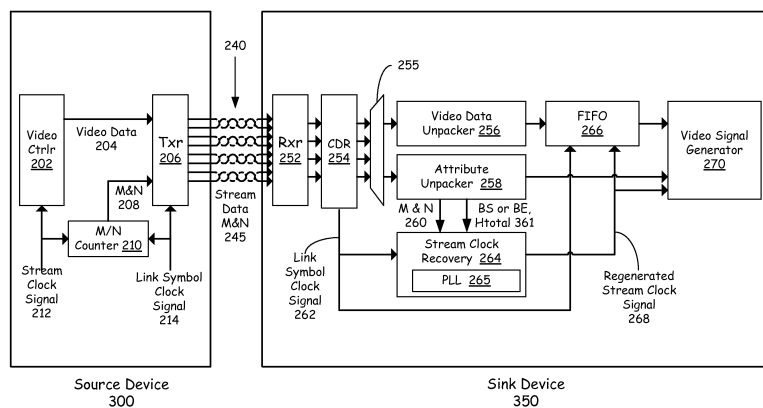 240
255
Video
Ctrlr
202
Video Data
204
Txr
206
M&N
208
M/N
Counter 210
Stream
Clock
Signal
212
Link Symbol
Clock
Signal
214
Stream
Data
M&N
245
Rxr
252
CDR
254
Video Data
Unpacker 256
FIFO
266
Video Signal
Generator
270
Attribute
Unpacker 258
M & N
260
BS or BE,
Htotal 361
Link
Symbol
Clock
Signal
262
Stream Clock
Recovery 264
PLL 265
Regenerated
Stream Clock
Signal
268
Source Device
300
Sink Device
350